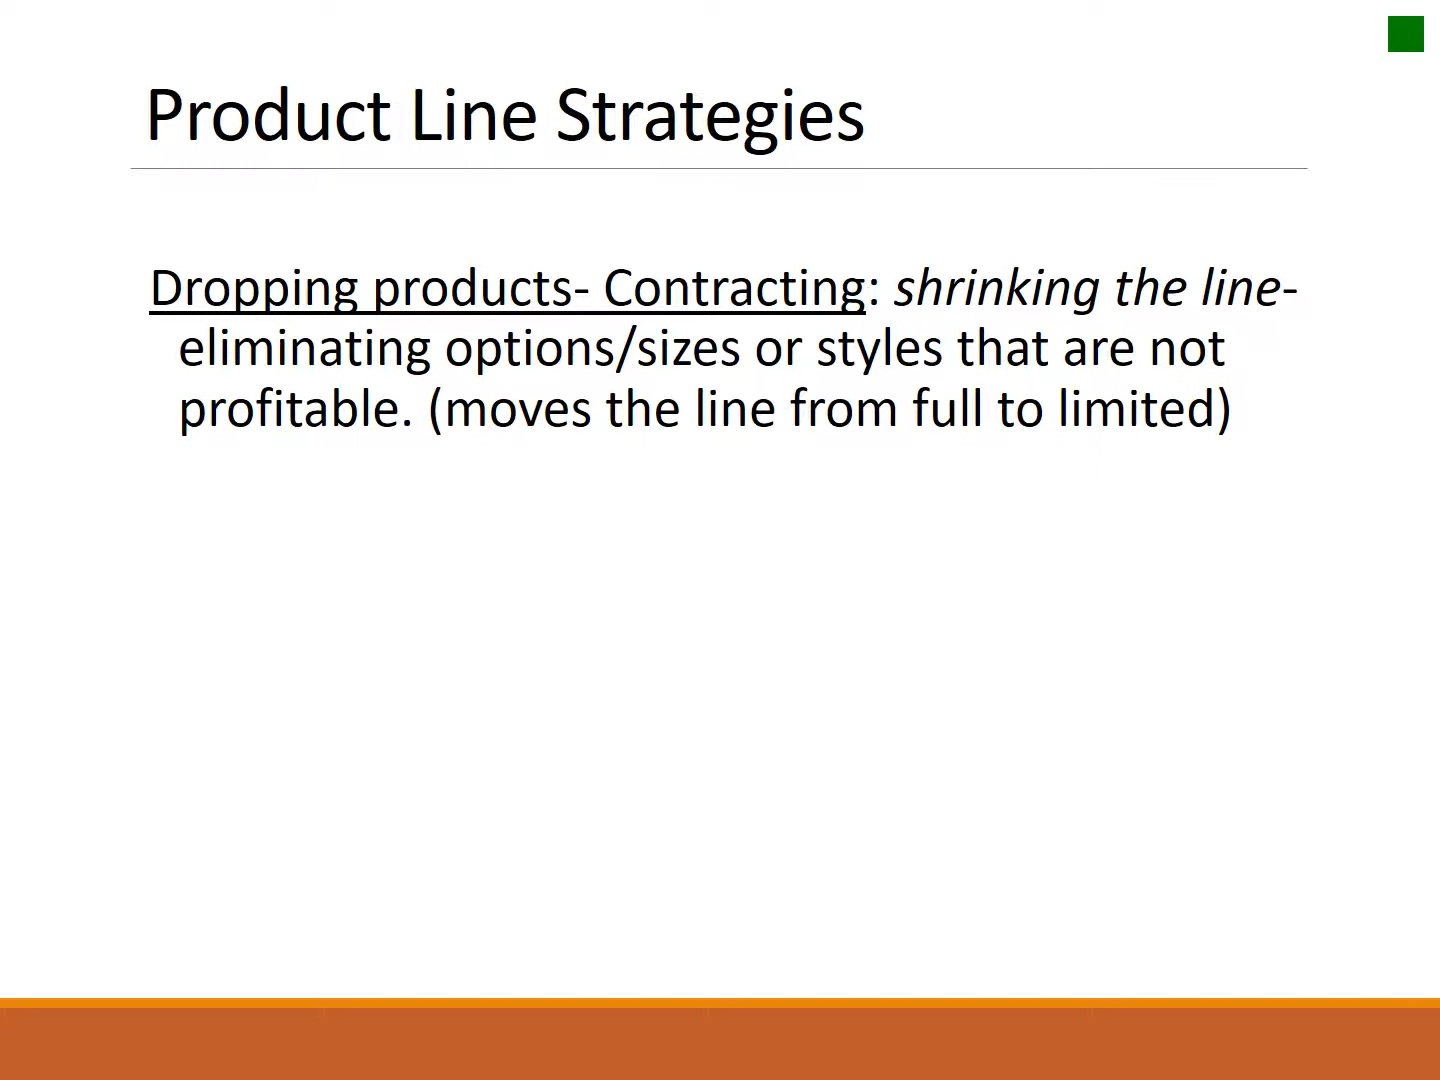 Product Line Strategies
Dropping products- Contracting: shrinking the line-
eliminating options/sizes or styles that are not
profitable. (moves the line from full to limited)